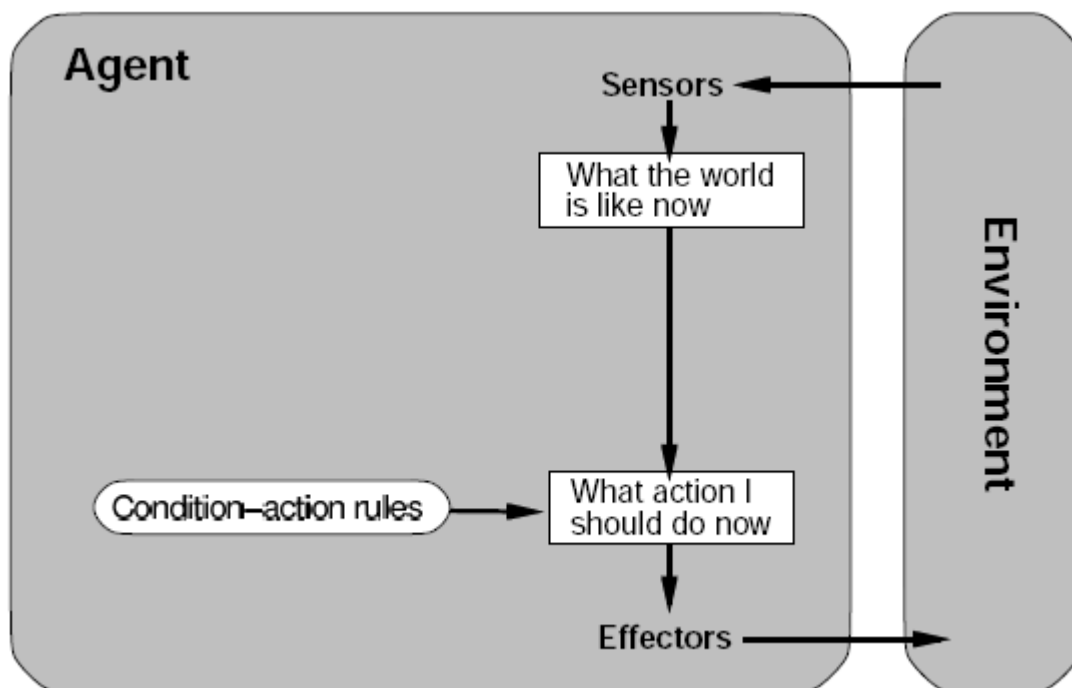 Agent
Sensors
What the world
is like now
Environment
Condition–action rules
What action I
should do now
Effectors